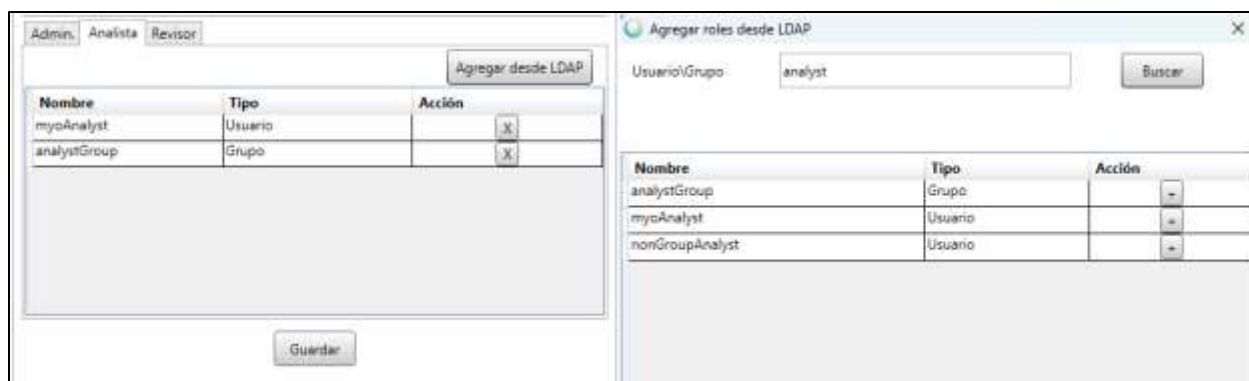 Admin. Analista Revisor
Agregar desde LDAP
Nombre Tipo Acción
myoAnalyst Usuario X
analystGroup Grupo X
Guardar
Agregar roles desde LDAP
Usuario\Grupo analyst Buscar
Nombre Tipo Acción
analystGroup Grupo +
myoAnalyst Usuario +
nonGroupAnalyst Usuario +